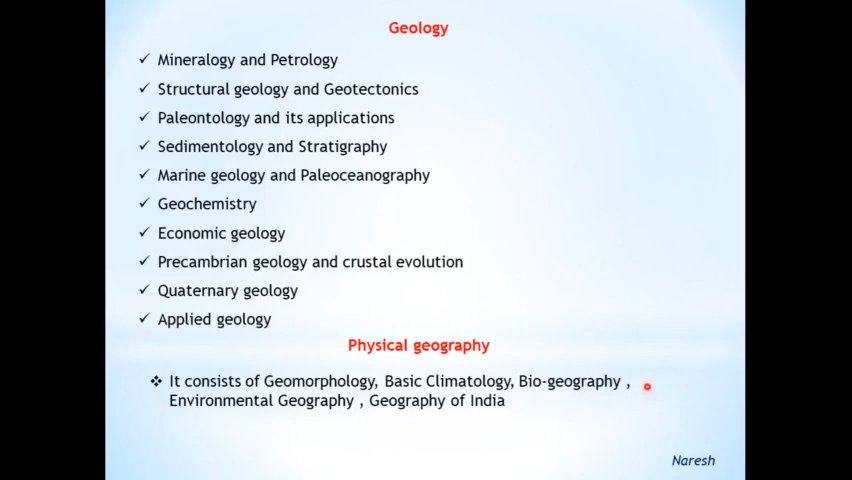 Geology
✓ Mineralogy and Petrology
✓ Structural geology and Geotectonics
✓ Paleontology and its applications
✓ Sedimentology and Stratigraphy
✓ Marine geology and Paleoceanography
✓ Geochemistry
✓ Economic geology
✓ Precambrian geology and crustal evolution
✓ Quaternary geology
✓ Applied geology
Physical geography
❖ It consists of Geomorphology, Basic Climatology, Bio-geography ,
Environmental Geography , Geography of India
Naresh